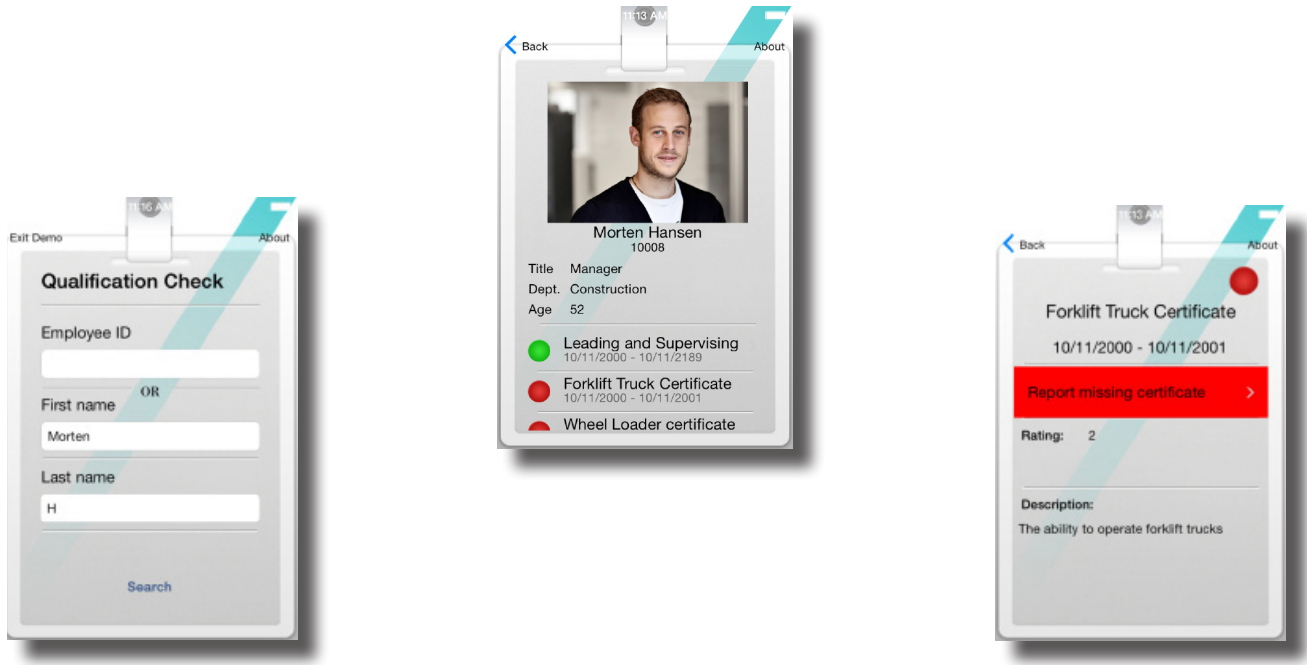 11:16 AM
Exit Demo
About
Qualification Check
Employee ID
OR
First name
Morten
Last name
H
Search
11:13 AM
Back
About
Morten Hansen
10008
Title Manager
Dept. Construction
Age 52
Leading and Supervising
10/11/2000 - 10/11/2189
Forklift Truck Certificate
10/11/2000 - 10/11/2001
Wheel Loader certificate
11:13 AM
Back
About
Forklift Truck Certificate
10/11/2000 - 10/11/2001
Report missing certificate
Rating: 2
Description:
The ability to operate forklift trucks